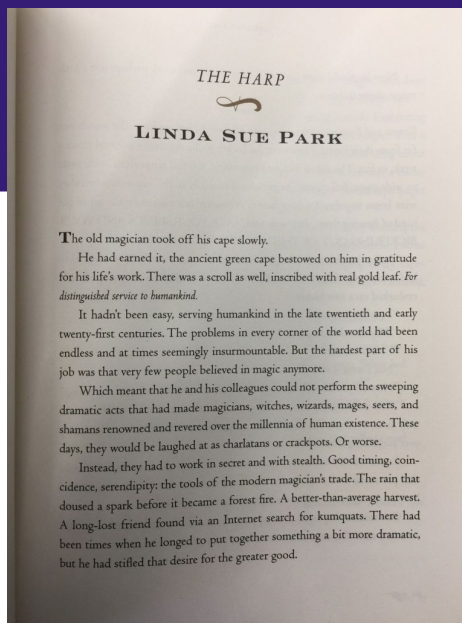 THE HARP
LINDA SUE PARK
The old magician took off his cape slowly.
He had earned it, the ancient green cape bestowed on him in gratitude
for his life's work. There was a scroll as well, inscribed with real gold leaf. For
distinguished service to humankind.
It hadn't been easy, serving humankind in the late twentieth and early
twenty-first centuries. The problems in every corner of the world had been
endless and at times seemingly insurmountable. But the hardest part of his
job was that very few people believed in magic anymore.
Which meant that he and his colleagues could not perform the sweeping
dramatic acts that had made magicians, witches, wizards, mages, seers, and
shamans renowned and revered over the millennia of human existence. These
days, they would be laughed at as charlatans or crackpots. Or worse.
Instead, they had to work in secret and with stealth. Good timing, coin-
cidence, serendipity: the tools of the modern magician's trade. The rain that
doused a spark before it became a forest fire. A better-than-average harvest.
A long-lost friend found via an Internet search for kumquats. There had
been times when he longed to put together something a bit more dramatic,
but he had stifled that desire for the greater good.